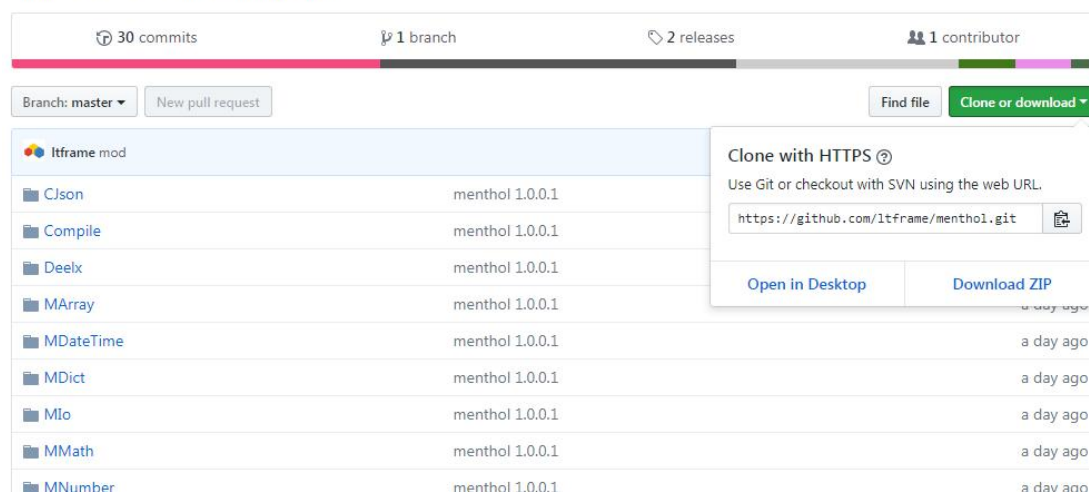 30 commits 1 branch 2 releases 1 contributor
Branch: master New pull request Find file Clone or download
ltframe mod
Clone with HTTPS
Use Git or checkout with SVN using the web URL.
https://github.com/ltframe/menthol.git
Open in Desktop Download ZIP
CJson menthol 1.0.0.1
Compile menthol 1.0.0.1
Deelx menthol 1.0.0.1
MArray menthol 1.0.0.1 a day ago
MDateTime menthol 1.0.0.1 a day ago
MDict menthol 1.0.0.1 a day ago
MIo menthol 1.0.0.1 a day ago
MMath menthol 1.0.0.1 a day ago
MNumber menthol 1.0.0.1 a day ago